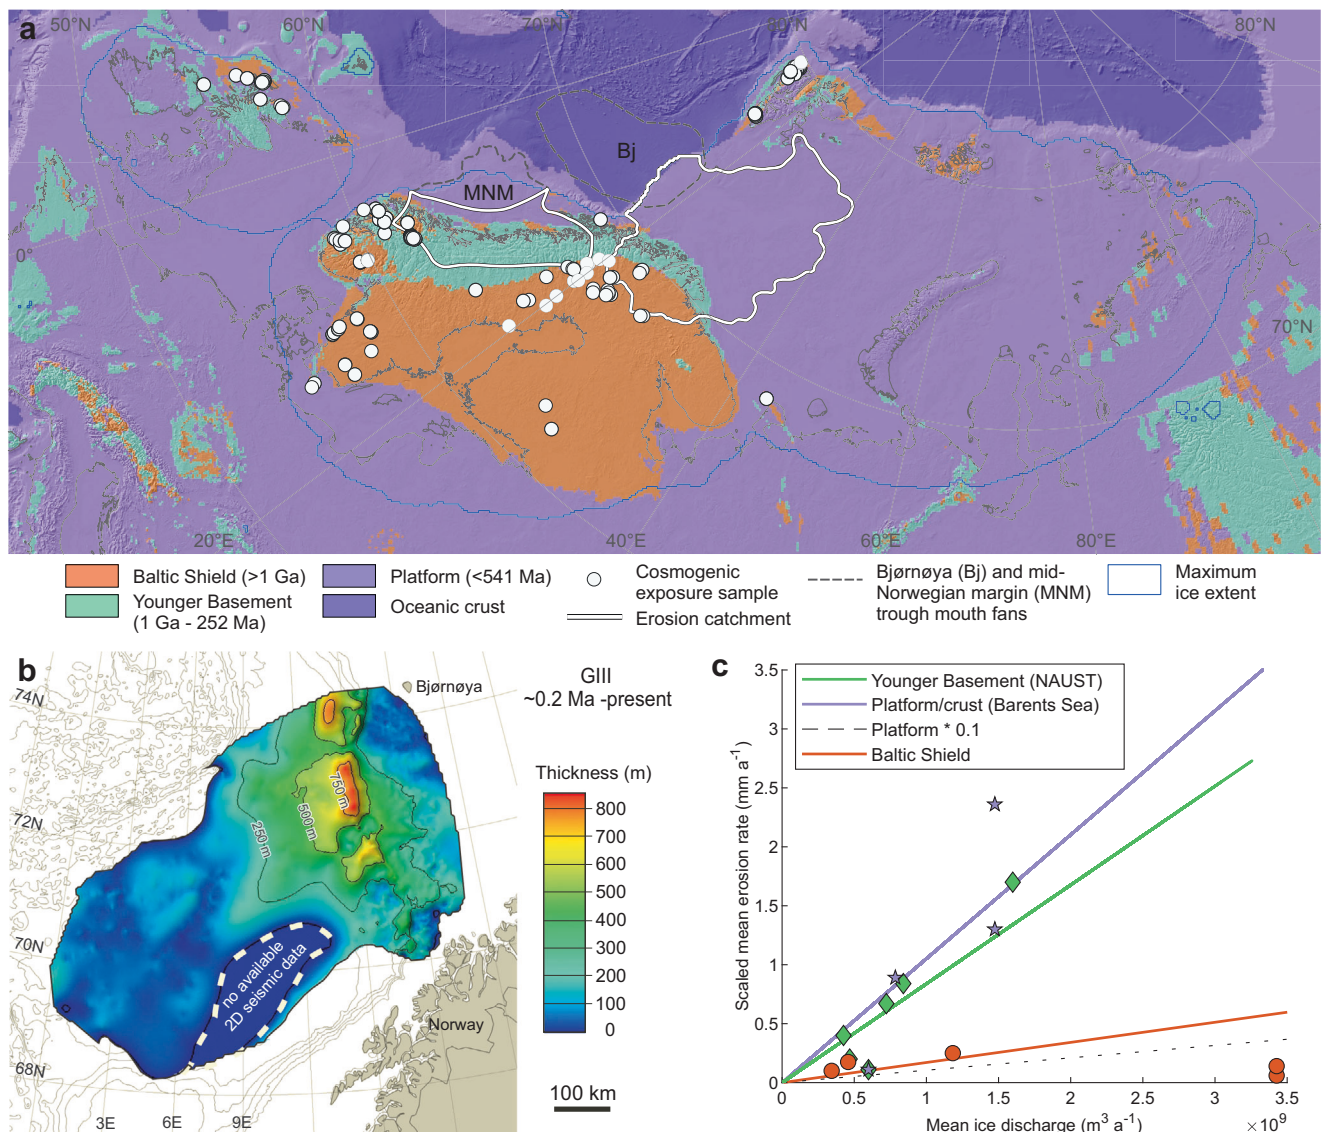 a
50°N
60°N
70°N
80°N
80°N
Bj
MNM
0°
70°N
20°E
40°E
60°E
80°E
Baltic Shield (>1 Ga)
Younger Basement
(1 Ga - 252 Ma)
Platform (<541 Ma)
Oceanic crust
Cosmogenic
exposure sample
Erosion catchment
Bjørnøya (Bj) and mid-
Norwegian margin (MNM)
trough mouth fans
Maximum
ice extent
b
GIII
~0.2 Ma -present
Bjørnøya
74N
72N
70N
68N
3E
6E
9E
250 m
500 m
750 m
no available
2D seismic data
Norway
Thickness (m)
800
700
600
500
400
300
200
100
0
100 km
c
Younger Basement (NAUST)
Platform/crust (Barents Sea)
Platform * 0.1
Baltic Shield
Scaled mean erosion rate (mm a⁻¹)
3.5
3
2.5
2
1.5
1
0.5
0
0
0.5
1
1.5
2
2.5
3
3.5
Mean ice discharge (m³ a⁻¹)
×10⁹